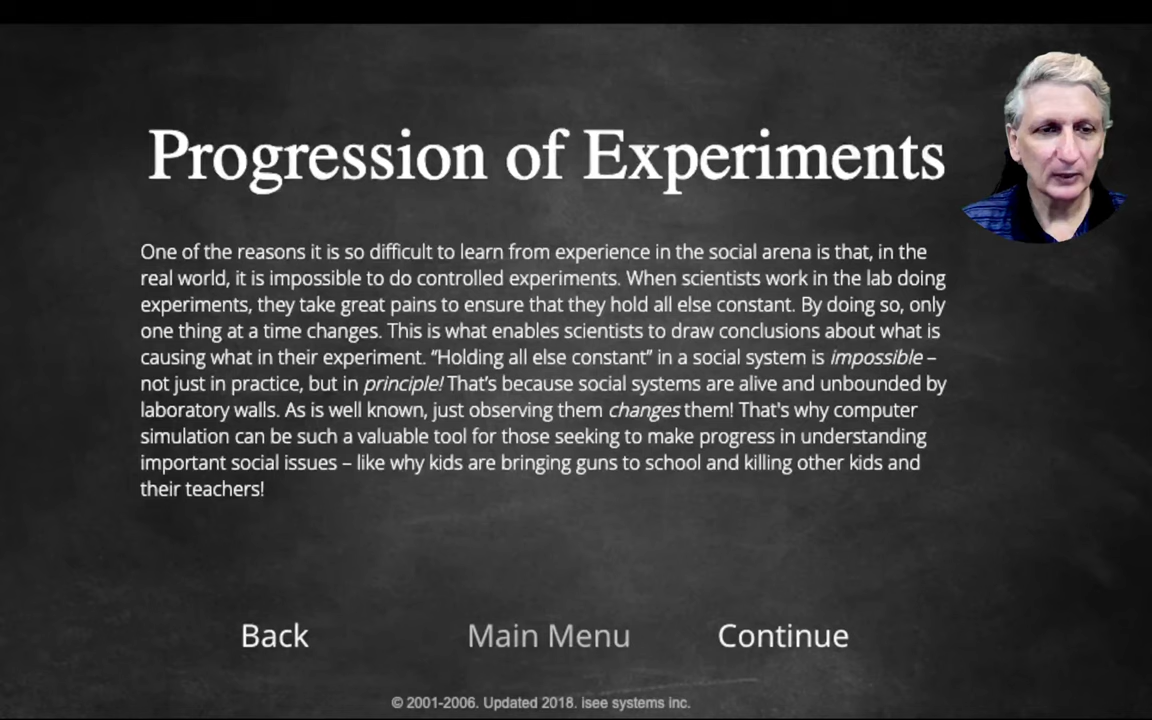 Progression of Experiments
One of the reasons it is so difficult to learn from experience in the social arena is that, in the
real world, it is impossible to do controlled experiments. When scientists work in the lab doing
experiments, they take great pains to ensure that they hold all else constant. By doing so, only
one thing at a time changes. This is what enables scientists to draw conclusions about what is
causing what in their experiment. “Holding all else constant” in a social system is impossible –
not just in practice, but in principle! That’s because social systems are alive and unbounded by
laboratory walls. As is well known, just observing them changes them! That's why computer
simulation can be such a valuable tool for those seeking to make progress in understanding
important social issues – like why kids are bringing guns to school and killing other kids and
their teachers!
Back Main Menu Continue
© 2001-2006. Updated 2018. isee systems inc.